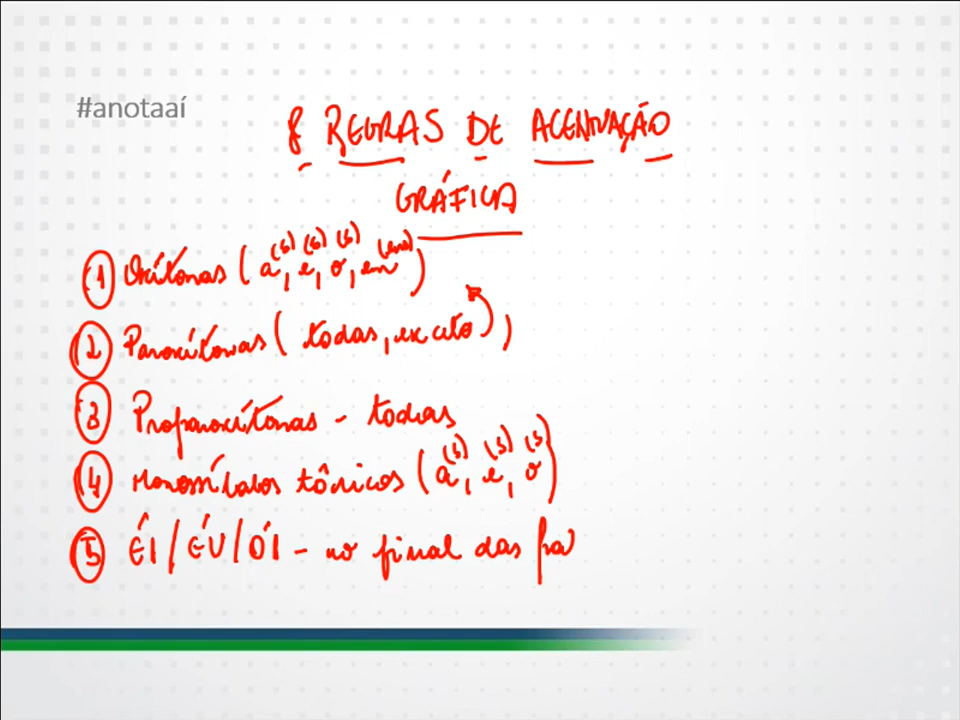 #anotaaí
8 REGRAS DE ACENTUAÇÃO
GRÁFICA
1 Oxítonas (a(s), e(s), o(s), em(ens))
2 Paroxítonas (todas, exceto),
3 Proparoxítonas - todas
4 Monossílabos tônicos (a(s), e(s), o(s))
5 ÉI/ÉU/ÓI - no final das pa